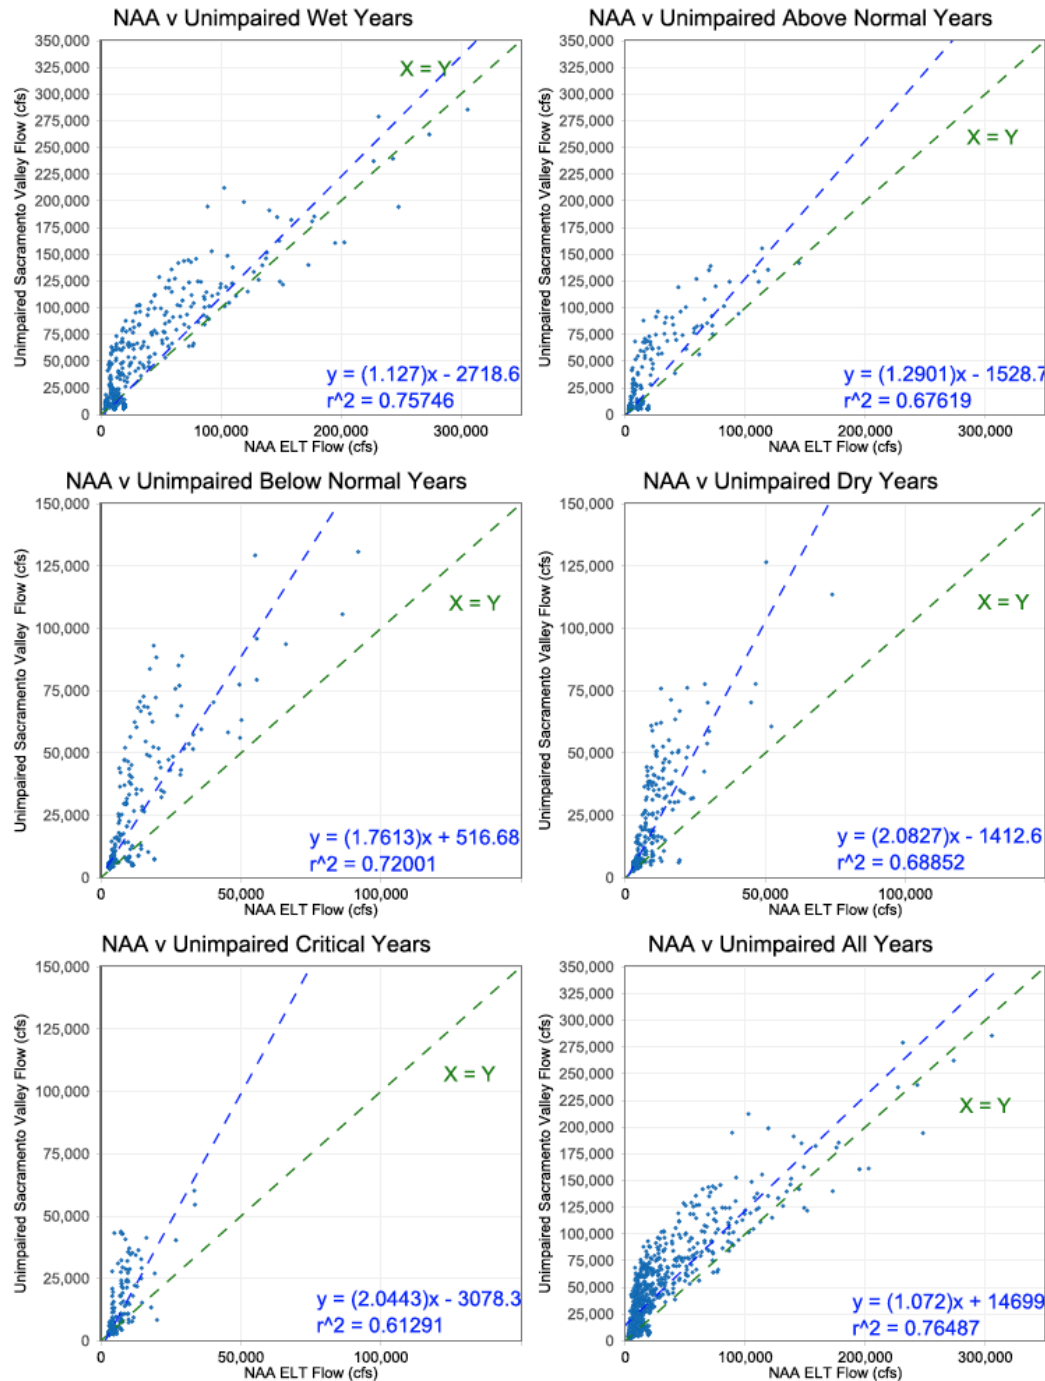 NAA v Unimpaired Wet Years
350,000
325,000
300,000
275,000
250,000
225,000
200,000
175,000
150,000
125,000
100,000
75,000
50,000
25,000
0
Unimpaired Sacramento Valley Flow (cfs)
X = Y
y = (1.127)x - 2718.6
r^2 = 0.75746
0
100,000
200,000
300,000
NAA ELT Flow (cfs)
NAA v Unimpaired Above Normal Years
350,000
325,000
300,000
275,000
250,000
225,000
200,000
175,000
150,000
125,000
100,000
75,000
50,000
25,000
0
Unimpaired Sacramento Valley Flow (cfs)
X = Y
y = (1.2901)x - 1528.7
r^2 = 0.67619
0
100,000
200,000
300,000
NAA ELT Flow (cfs)
NAA v Unimpaired Below Normal Years
150,000
125,000
100,000
75,000
50,000
25,000
0
Unimpaired Sacramento Valley Flow (cfs)
X = Y
y = (1.7613)x + 516.68
r^2 = 0.72001
0
50,000
100,000
NAA ELT Flow (cfs)
NAA v Unimpaired Dry Years
150,000
125,000
100,000
75,000
50,000
25,000
0
Unimpaired Sacramento Valley Flow (cfs)
X = Y
y = (2.0827)x - 1412.6
r^2 = 0.68852
0
50,000
100,000
NAA ELT Flow (cfs)
NAA v Unimpaired Critical Years
150,000
125,000
100,000
75,000
50,000
25,000
0
Unimpaired Sacramento Valley Flow (cfs)
X = Y
y = (2.0443)x - 3078.3
r^2 = 0.61291
0
50,000
100,000
NAA ELT Flow (cfs)
NAA v Unimpaired All Years
350,000
325,000
300,000
275,000
250,000
225,000
200,000
175,000
150,000
125,000
100,000
75,000
50,000
25,000
0
Unimpaired Sacramento Valley Flow (cfs)
X = Y
y = (1.072)x + 14699
r^2 = 0.76487
0
100,000
200,000
300,000
NAA ELT Flow (cfs)